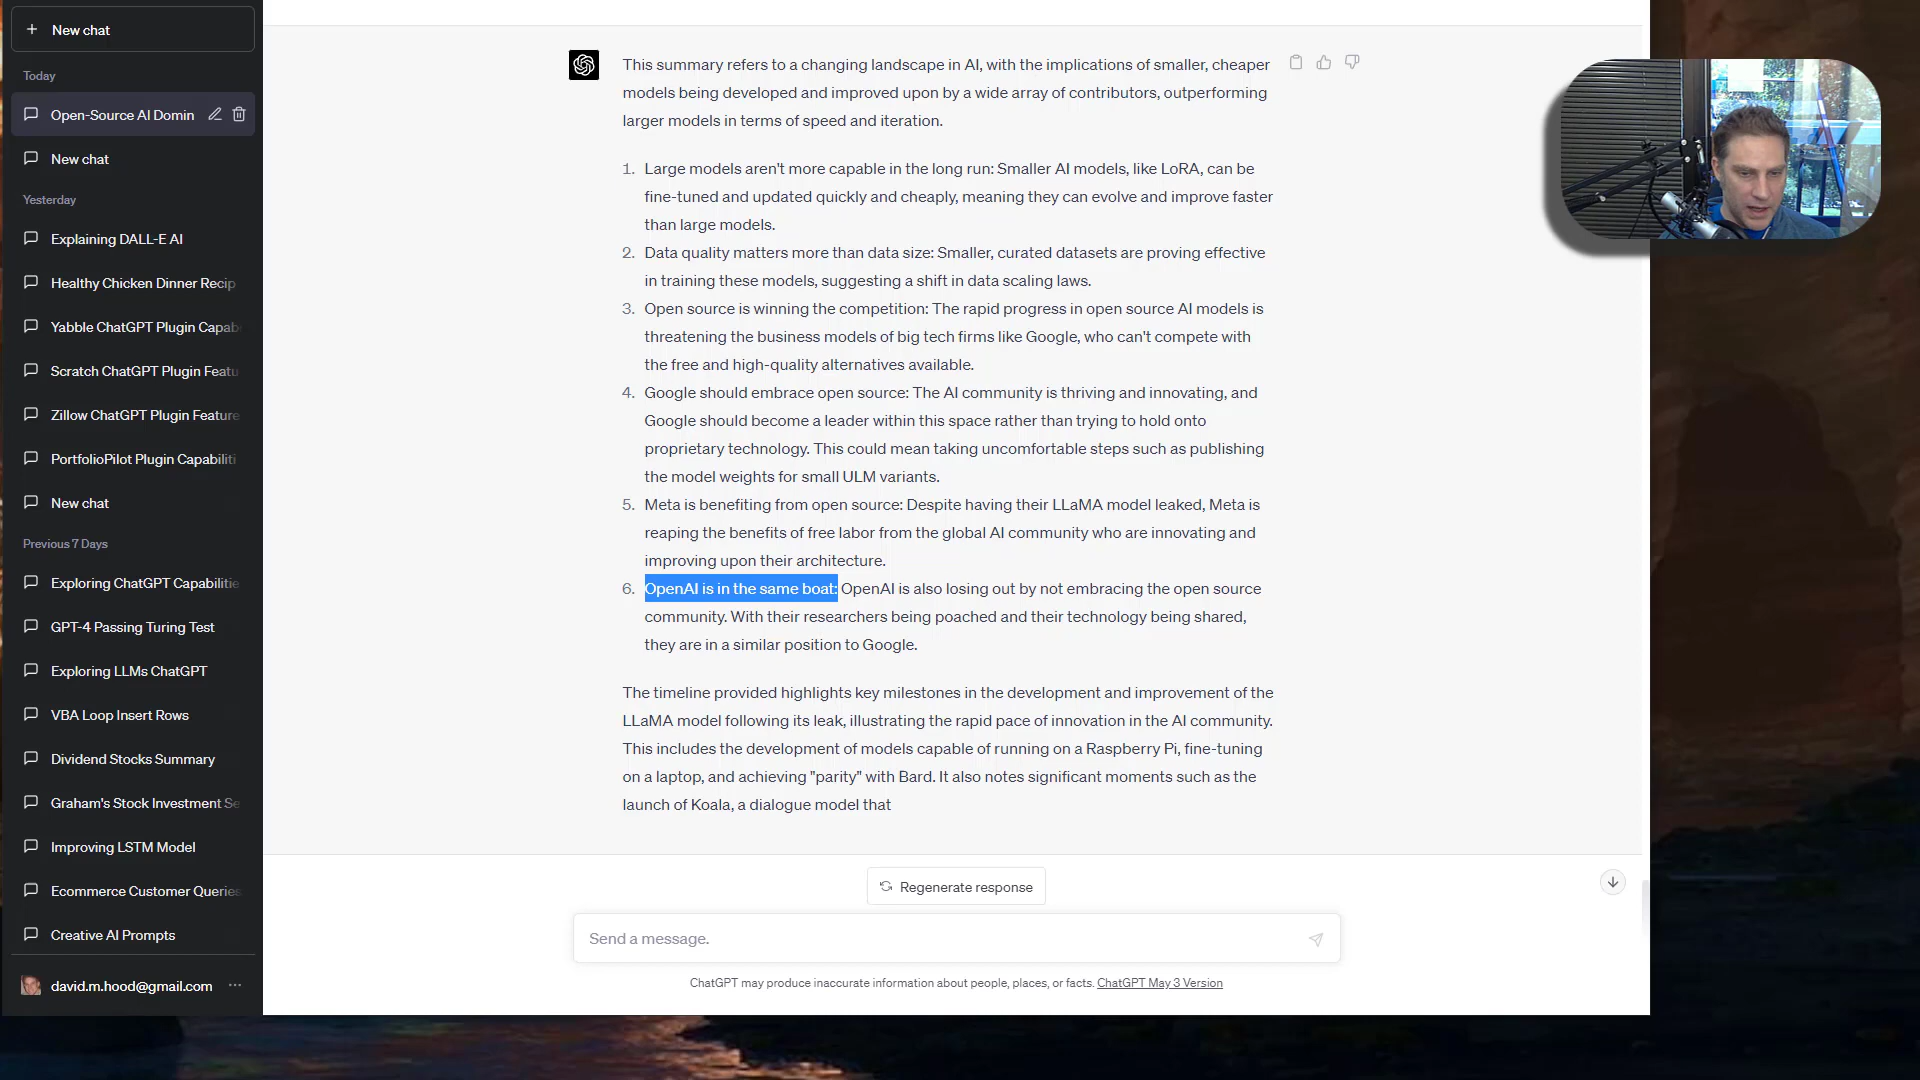 New chat
Today
Open-Source AI Domin
New chat
Yesterday
Explaining DALL-E AI
Healthy Chicken Dinner Recip
Yabble ChatGPT Plugin Capab
Scratch ChatGPT Plugin Featu
Zillow ChatGPT Plugin Feature
PortfolioPilot Plugin Capabiliti
New chat
Previous 7 Days
Exploring ChatGPT Capabilitie
GPT-4 Passing Turing Test
Exploring LLMs ChatGPT
VBA Loop Insert Rows
Dividend Stocks Summary
Graham's Stock Investment Se
Improving LSTM Model
Ecommerce Customer Queries
Creative AI Prompts
david.m.hood@gmail.com
This summary refers to a changing landscape in AI, with the implications of smaller, cheaper
models being developed and improved upon by a wide array of contributors, outperforming
larger models in terms of speed and iteration.
1. Large models aren't more capable in the long run: Smaller AI models, like LoRA, can be
fine-tuned and updated quickly and cheaply, meaning they can evolve and improve faster
than large models.
2. Data quality matters more than data size: Smaller, curated datasets are proving effective
in training these models, suggesting a shift in data scaling laws.
3. Open source is winning the competition: The rapid progress in open source AI models is
threatening the business models of big tech firms like Google, who can't compete with
the free and high-quality alternatives available.
4. Google should embrace open source: The AI community is thriving and innovating, and
Google should become a leader within this space rather than trying to hold onto
proprietary technology. This could mean taking uncomfortable steps such as publishing
the model weights for small ULM variants.
5. Meta is benefiting from open source: Despite having their LLaMA model leaked, Meta is
reaping the benefits of free labor from the global AI community who are innovating and
improving upon their architecture.
6. OpenAI is in the same boat: OpenAI is also losing out by not embracing the open source
community. With their researchers being poached and their technology being shared,
they are in a similar position to Google.
The timeline provided highlights key milestones in the development and improvement of the
LLaMA model following its leak, illustrating the rapid pace of innovation in the AI community.
This includes the development of models capable of running on a Raspberry Pi, fine-tuning
on a laptop, and achieving "parity" with Bard. It also notes significant moments such as the
launch of Koala, a dialogue model that
Regenerate response
Send a message.
ChatGPT may produce inaccurate information about people, places, or facts. ChatGPT May 3 Version